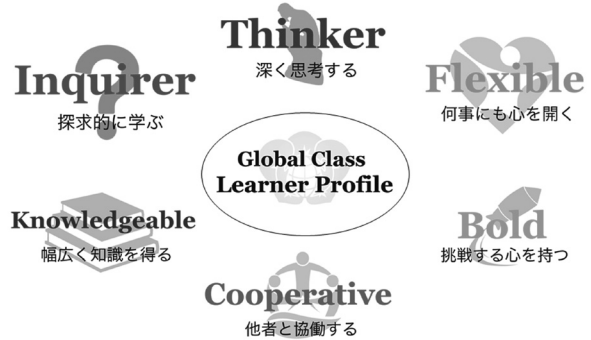 Thinker
深く思考する
Inquirer
探求的に学ぶ
Flexible
何事にも心を開く
Global Class
Learner Profile
Knowledgeable
幅広く知識を得る
Bold
挑戦する心を持つ
Cooperative
他者と協働する